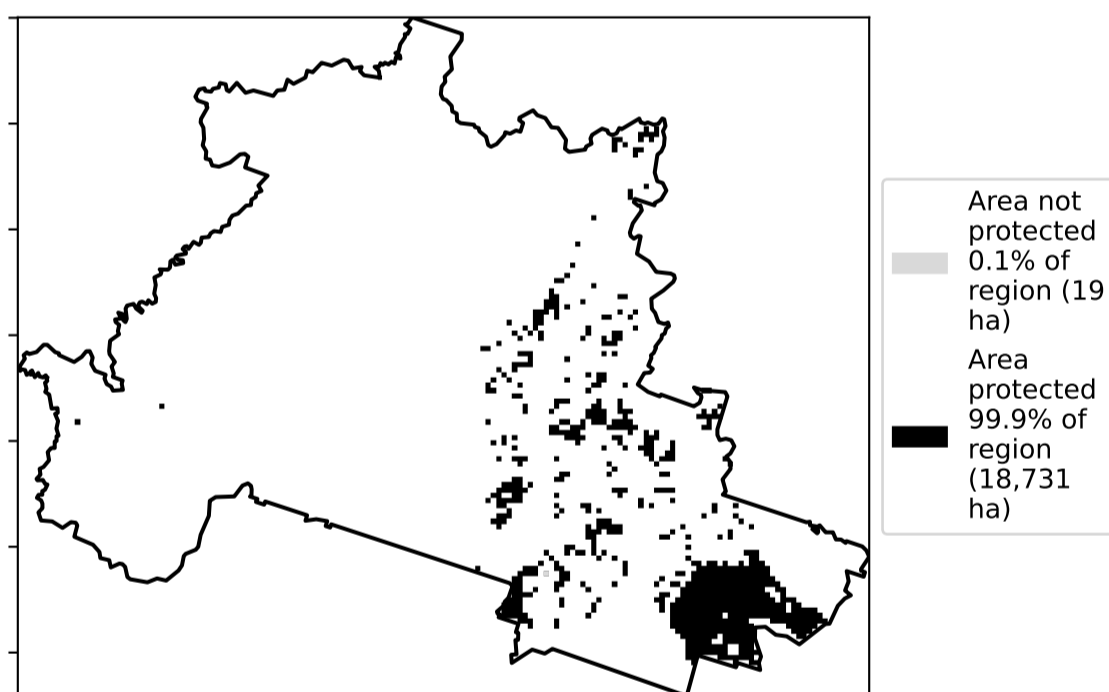 Area not
protected
0.1% of
region (19
ha)
Area
protected
99.9% of
region
(18,731
ha)